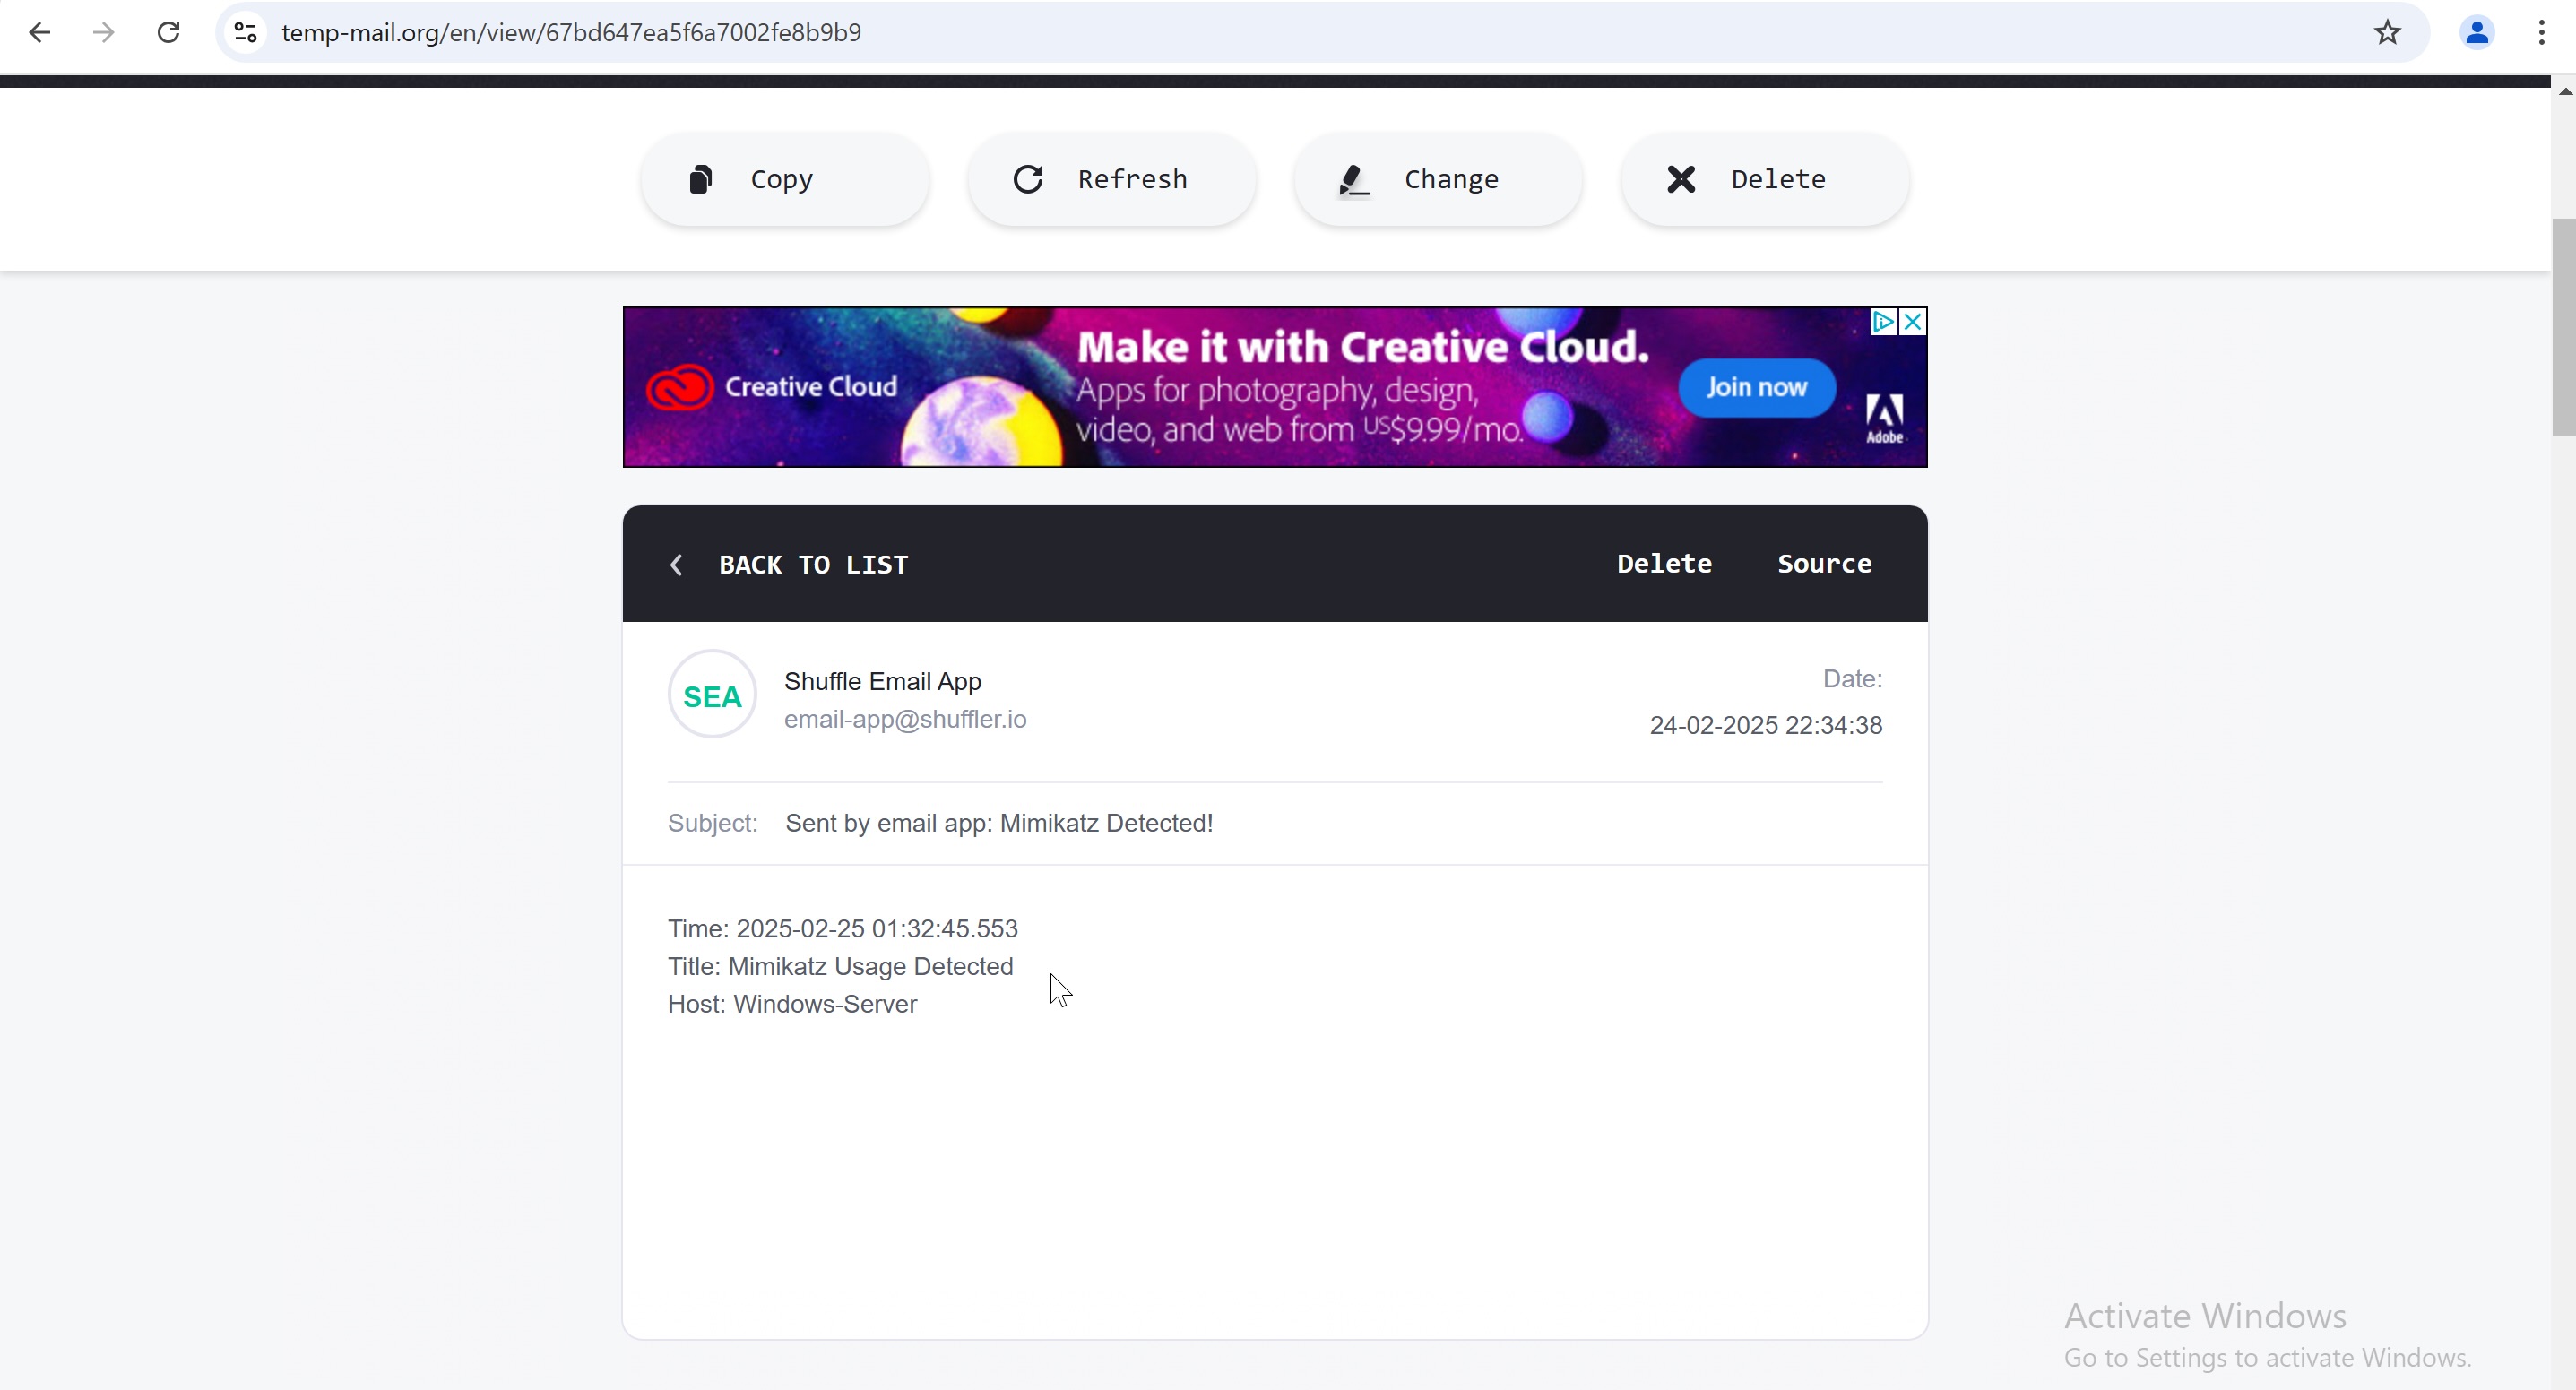 temp-mail.org/en/view/67bd647ea5f6a7002fe8b9b9
Copy
Refresh
Change
Delete
Creative Cloud
Make it with Creative Cloud.
Apps for photography, design,
video, and web from US$9.99/mo.
Join now
Adobe
BACK TO LIST
Delete
Source
SEA
Shuffle Email App
email-app@shuffler.io
Date:
24-02-2025 22:34:38
Subject: Sent by email app: Mimikatz Detected!
Time: 2025-02-25 01:32:45.553
Title: Mimikatz Usage Detected
Host: Windows-Server
Activate Windows
Go to Settings to activate Windows.